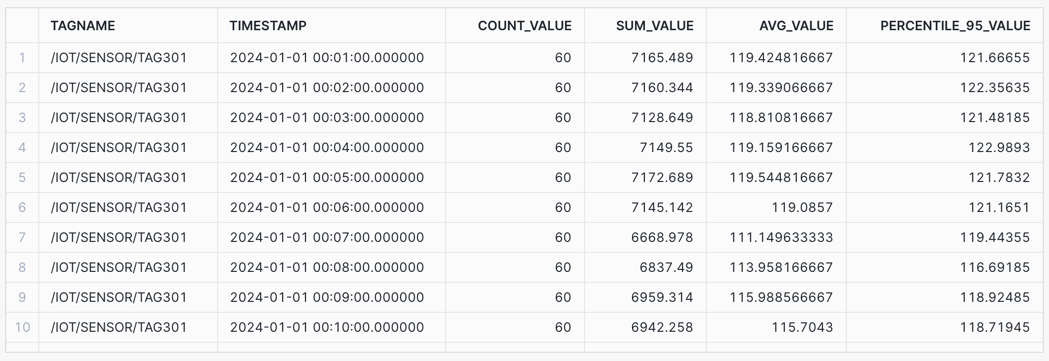 TAGNAME TIMESTAMP COUNT_VALUE SUM_VALUE AVG_VALUE PERCENTILE_95_VALUE
1 /IOT/SENSOR/TAG301 2024-01-01 00:01:00.000000 60 7165.489 119.424816667 121.66655
2 /IOT/SENSOR/TAG301 2024-01-01 00:02:00.000000 60 7160.344 119.339066667 122.35635
3 /IOT/SENSOR/TAG301 2024-01-01 00:03:00.000000 60 7128.649 118.810816667 121.48185
4 /IOT/SENSOR/TAG301 2024-01-01 00:04:00.000000 60 7149.55 119.159166667 122.9893
5 /IOT/SENSOR/TAG301 2024-01-01 00:05:00.000000 60 7172.689 119.544816667 121.7832
6 /IOT/SENSOR/TAG301 2024-01-01 00:06:00.000000 60 7145.142 119.0857 121.1651
7 /IOT/SENSOR/TAG301 2024-01-01 00:07:00.000000 60 6668.978 111.149633333 119.44355
8 /IOT/SENSOR/TAG301 2024-01-01 00:08:00.000000 60 6837.49 113.958166667 116.69185
9 /IOT/SENSOR/TAG301 2024-01-01 00:09:00.000000 60 6959.314 115.988566667 118.92485
10 /IOT/SENSOR/TAG301 2024-01-01 00:10:00.000000 60 6942.258 115.7043 118.71945